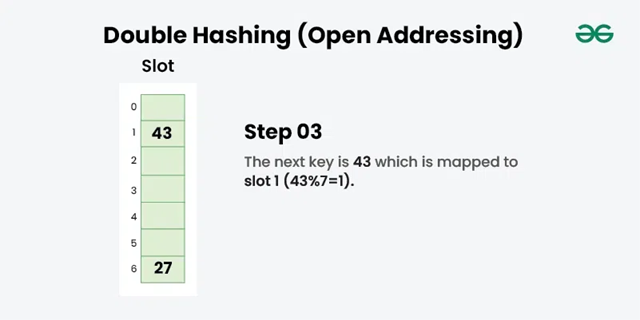 Double Hashing (Open Addressing)
Slot
0
1 43
2
3
4
5
6 27
Step 03
The next key is 43 which is mapped to
slot 1 (43%7=1).